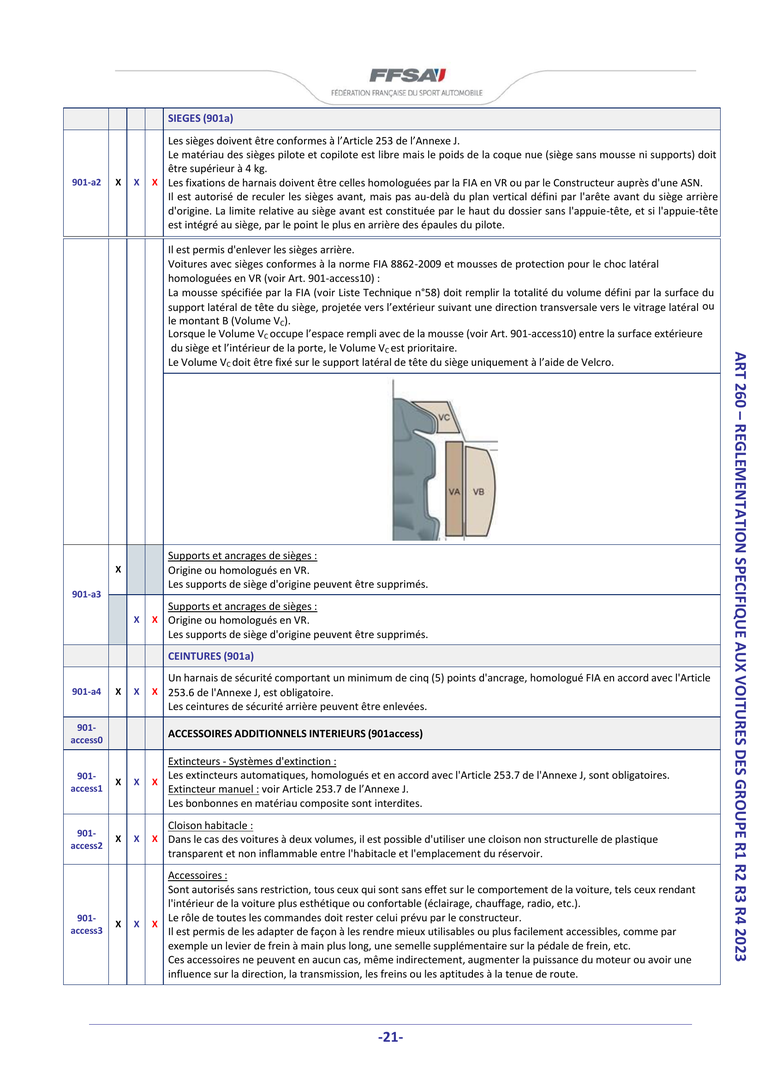 FFSA
FÉDÉRATION FRANÇAISE DU SPORT AUTOMOBILE
SIEGES (901a)
901-a2 X X X
Les sièges doivent être conformes à l'Article 253 de l'Annexe J.
Le matériau des sièges pilote et copilote est libre mais le poids de la coque nue (siège sans mousse ni supports) doit
être supérieur à 4 kg.
Les fixations de harnais doivent être celles homologuées par la FIA en VR ou par le Constructeur auprès d'une ASN.
Il est autorisé de reculer les sièges avant, mais pas au-delà du plan vertical défini par l'arête avant du siège arrière
d'origine. La limite relative au siège avant est constituée par le haut du dossier sans l'appuie-tête, et si l'appuie-tête
est intégré au siège, par le point le plus en arrière des épaules du pilote.
Il est permis d'enlever les sièges arrière.
Voitures avec sièges conformes à la norme FIA 8862-2009 et mousses de protection pour le choc latéral
homologuées en VR (voir Art. 901-access10) :
La mousse spécifiée par la FIA (voir Liste Technique n°58) doit remplir la totalité du volume défini par la surface du
support latéral de tête du siège, projetée vers l'extérieur suivant une direction transversale vers le vitrage latéral ou
le montant B (Volume VC).
Lorsque le Volume VC occupe l'espace rempli avec de la mousse (voir Art. 901-access10) entre la surface extérieure
du siège et l'intérieur de la porte, le Volume VC est prioritaire.
Le Volume VC doit être fixé sur le support latéral de tête du siège uniquement à l'aide de Velcro.
VC
VA VB
901-a3
X
Supports et ancrages de sièges :
Origine ou homologués en VR.
Les supports de siège d'origine peuvent être supprimés.
X X
Supports et ancrages de sièges :
Origine ou homologués en VR.
Les supports de siège d'origine peuvent être supprimés.
CEINTURES (901a)
901-a4 X X X
Un harnais de sécurité comportant un minimum de cinq (5) points d'ancrage, homologué FIA en accord avec l'Article
253.6 de l'Annexe J, est obligatoire.
Les ceintures de sécurité arrière peuvent être enlevées.
901-
access0
ACCESSOIRES ADDITIONNELS INTERIEURS (901access)
901-
access1 X X X
Extincteurs - Systèmes d'extinction :
Les extincteurs automatiques, homologués et en accord avec l'Article 253.7 de l'Annexe J, sont obligatoires.
Extincteur manuel : voir Article 253.7 de l'Annexe J.
Les bonbonnes en matériau composite sont interdites.
901-
access2 X X X
Cloison habitacle :
Dans le cas des voitures à deux volumes, il est possible d'utiliser une cloison non structurelle de plastique
transparent et non inflammable entre l'habitacle et l'emplacement du réservoir.
901-
access3 X X X
Accessoires :
Sont autorisés sans restriction, tous ceux qui sont sans effet sur le comportement de la voiture, tels ceux rendant
l'intérieur de la voiture plus esthétique ou confortable (éclairage, chauffage, radio, etc.).
Le rôle de toutes les commandes doit rester celui prévu par le constructeur.
Il est permis de les adapter de façon à les rendre mieux utilisables ou plus facilement accessibles, comme par
exemple un levier de frein à main plus long, une semelle supplémentaire sur la pédale de frein, etc.
Ces accessoires ne peuvent en aucun cas, même indirectement, augmenter la puissance du moteur ou avoir une
influence sur la direction, la transmission, les freins ou les aptitudes à la tenue de route.
ART 260 – REGLEMENTATION SPECIFIQUE AUX VOITURES DES GROUPE R1 R2 R3 R4 2023
-21-